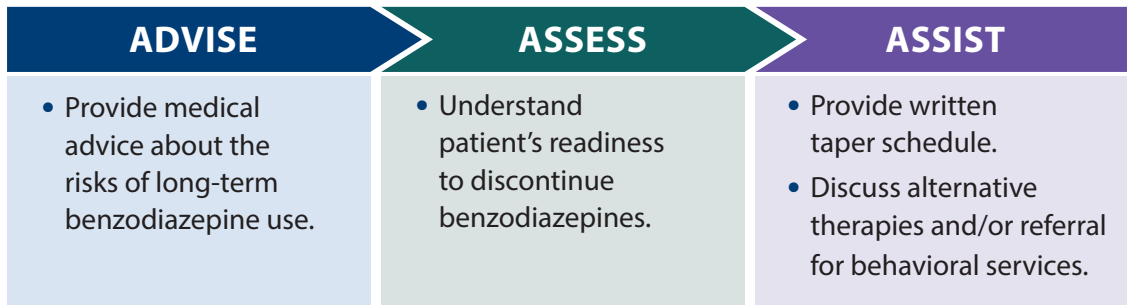 ADVISE
• Provide medical
advice about the
risks of long-term
benzodiazepine use.
ASSESS
• Understand
patient’s readiness
to discontinue
benzodiazepines.
ASSIST
• Provide written
taper schedule.
• Discuss alternative
therapies and/or referral
for behavioral services.